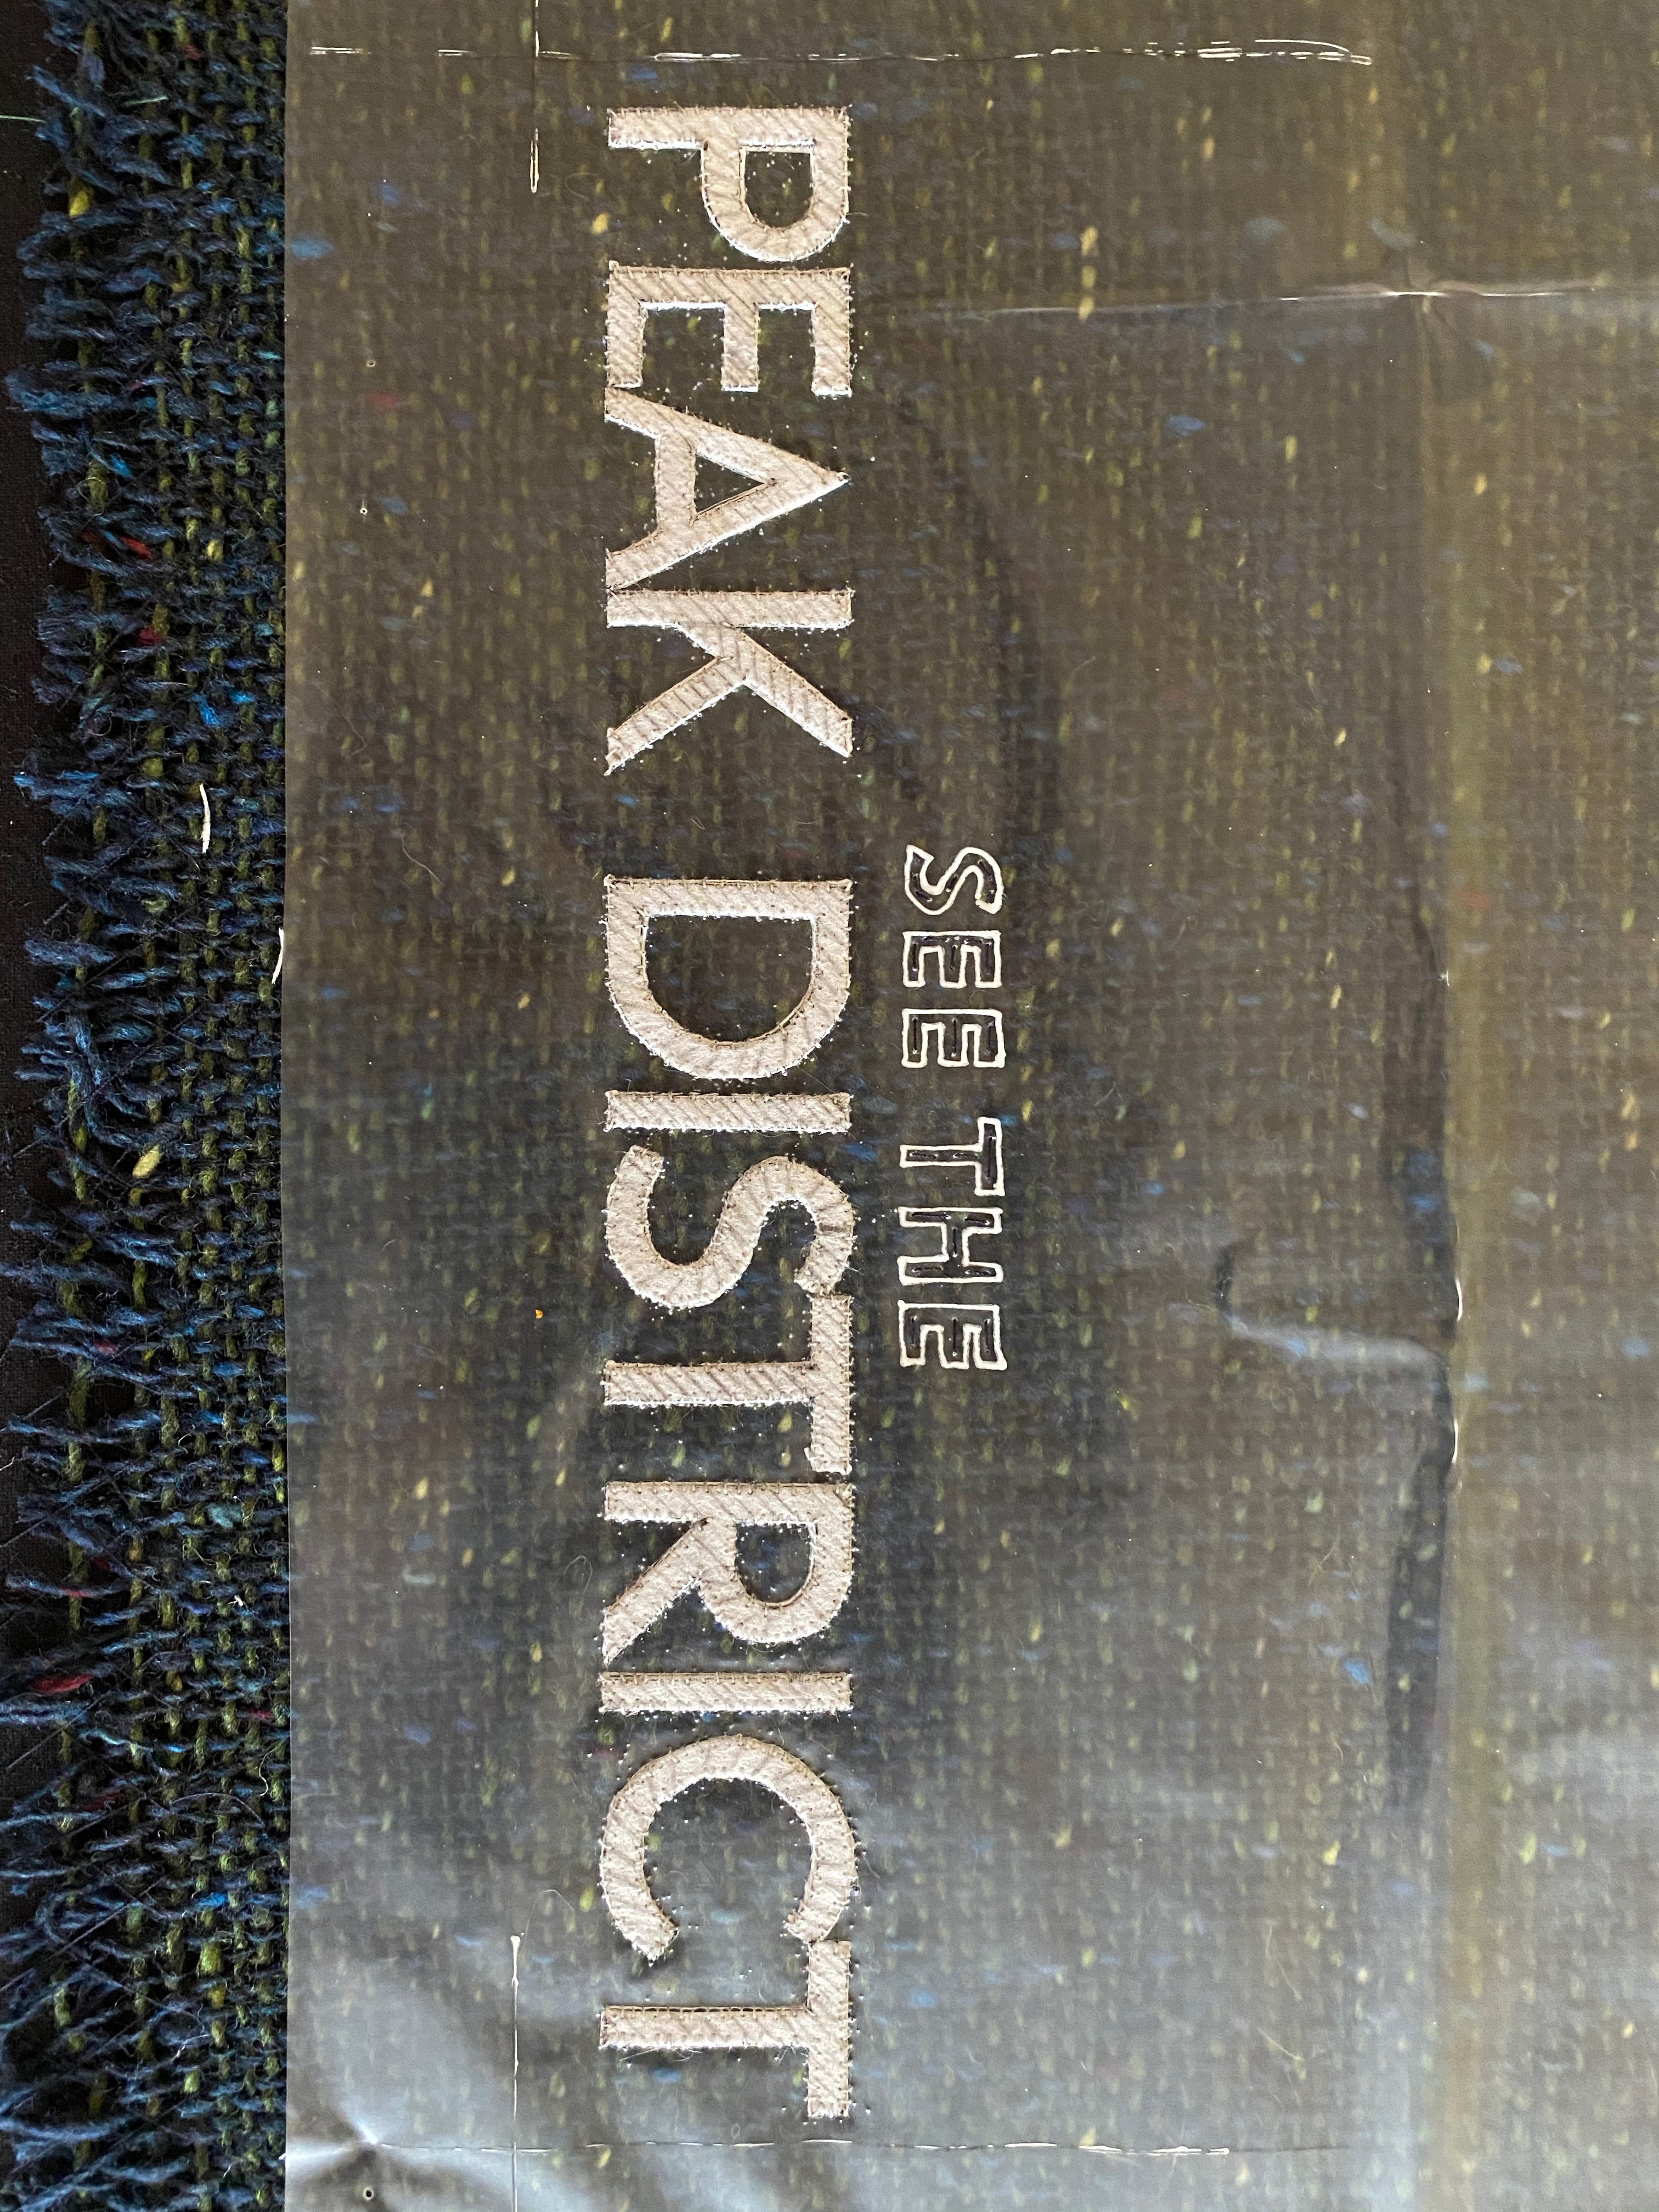 SEE THE
PEAK DISTRICT